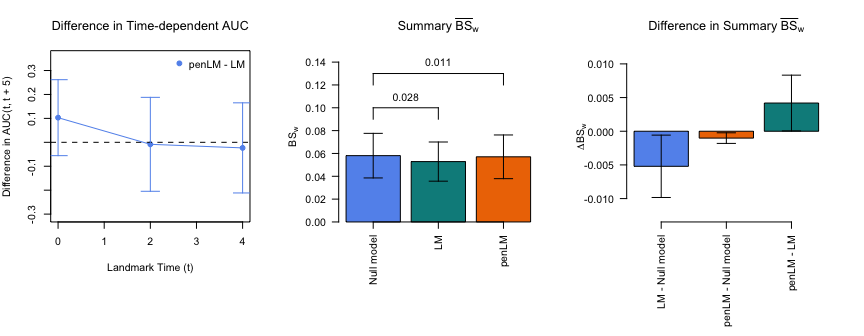 Difference in Time-dependent AUC
Difference in AUC(t, t + 5)
0.3
0.2
0.1
-0.1
-0.3
penLM - LM
0 1 2 3 4
Landmark Time (t)
Summary BSw
BSw
0.14
0.12
0.10
0.08
0.06
0.04
0.02
0.00
0.011
0.028
Null model
LM
penLM
Difference in Summary BSw
ΔBSw
0.010
0.005
0.000
-0.005
-0.010
LM - Null model
penLM - Null model
penLM - LM